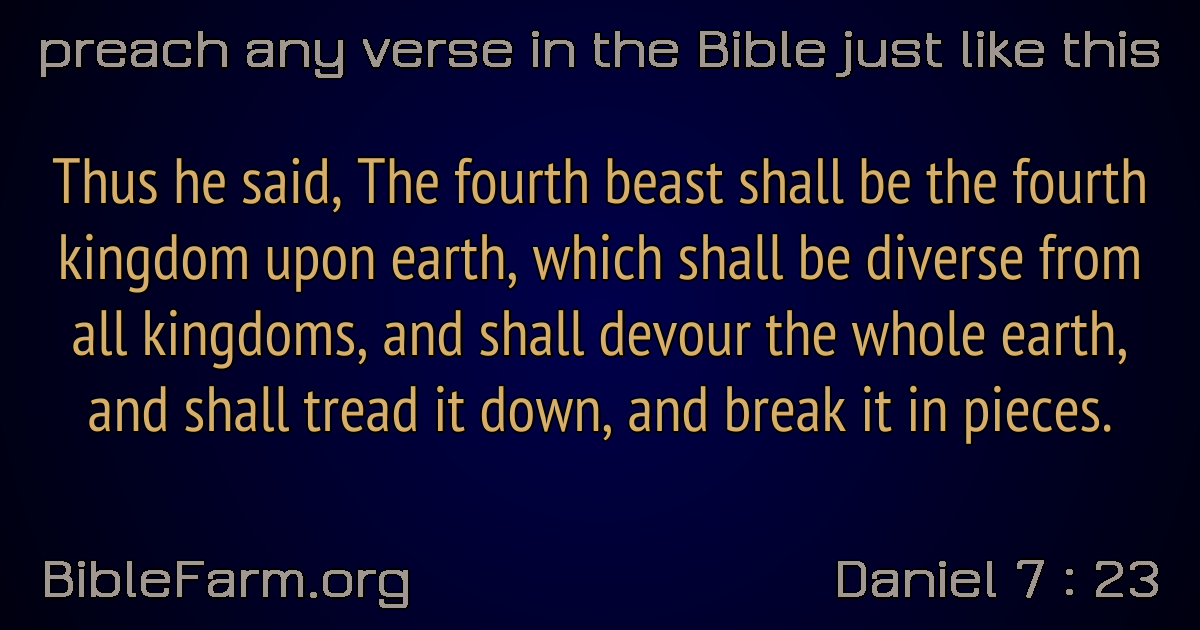 preach any verse in the Bible just like this
Thus he said, The fourth beast shall be the fourth
kingdom upon earth, which shall be diverse from
all kingdoms, and shall devour the whole earth,
and shall tread it down, and break it in pieces.
BibleFarm.org
Daniel 7 : 23